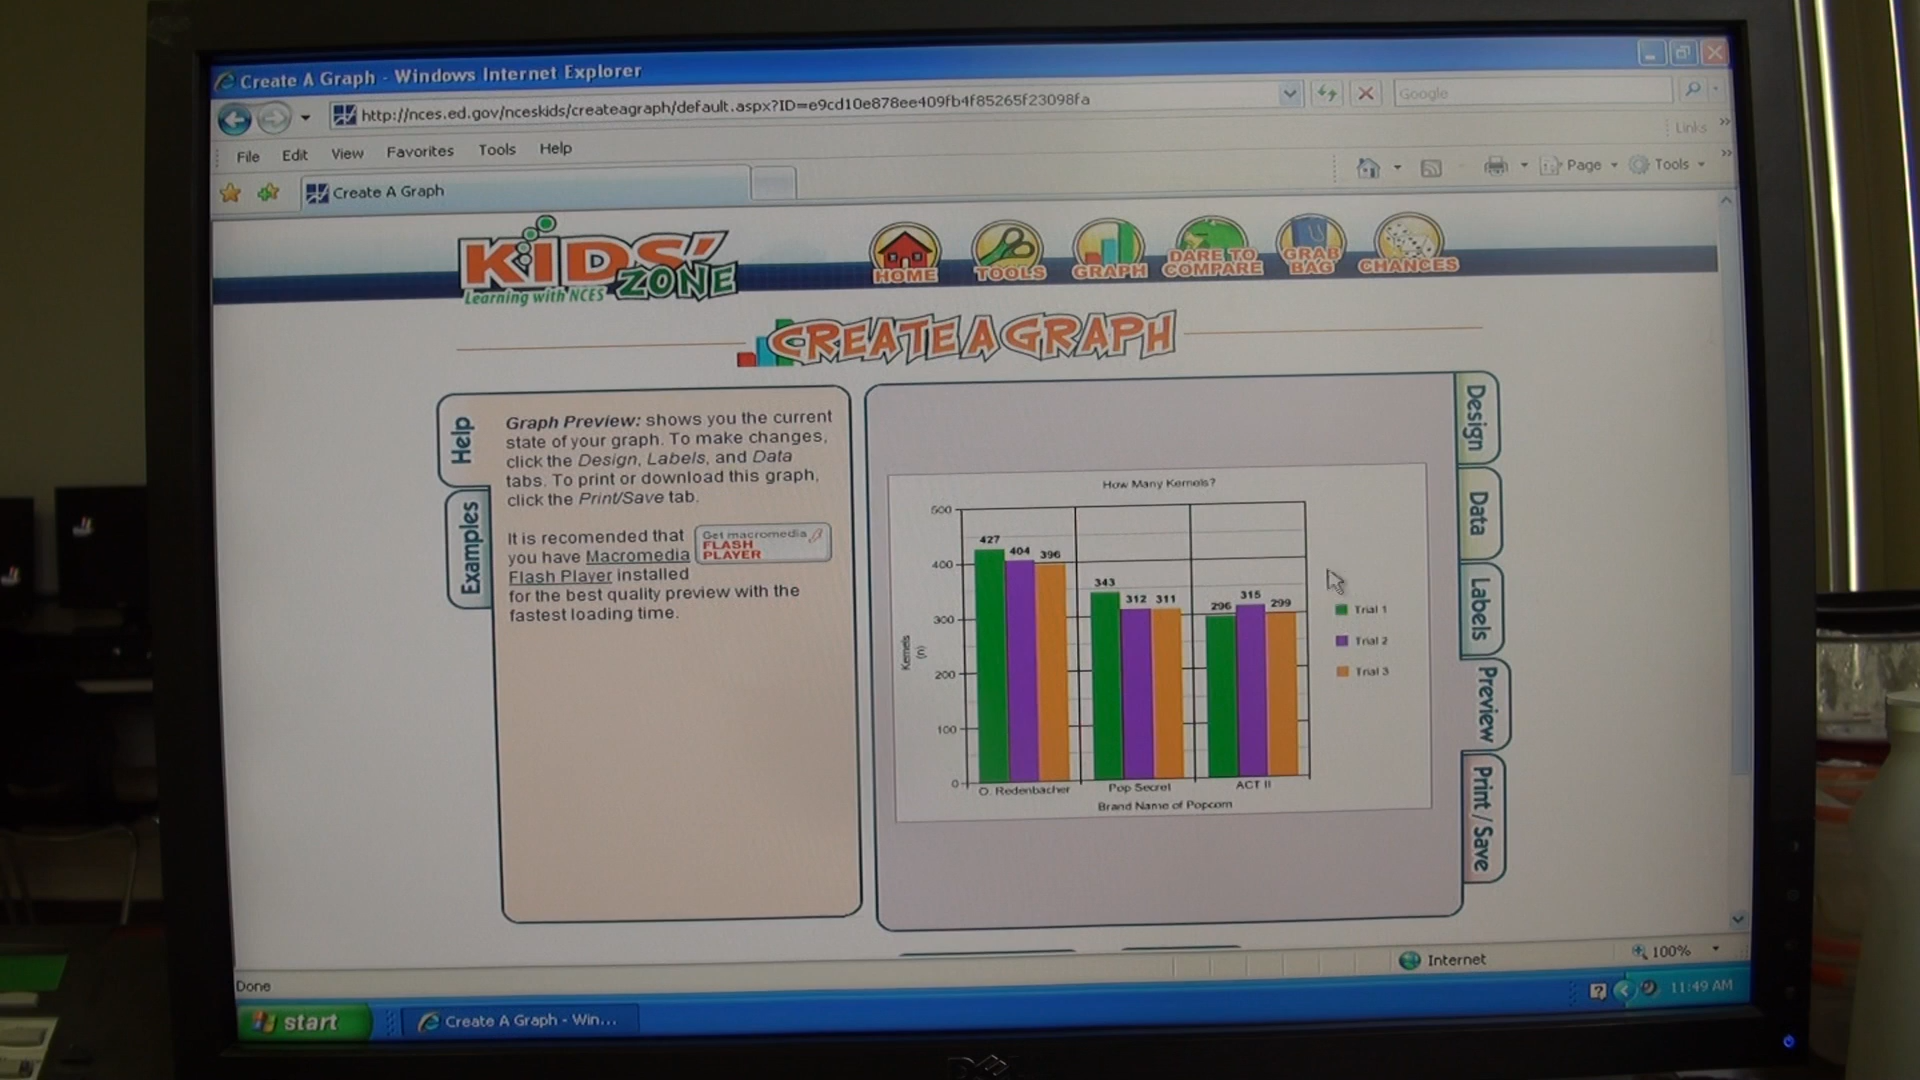 Create A Graph - Windows Internet Explorer
http://nces.ed.gov/nceskids/createagraph/default.aspx?ID=e9cd10e878ee409fb4f85265f23098fa
Google
Links
File Edit View Favorites Tools Help
Page Tools
Create A Graph
KiDS' ZONE
Learning with NCES
HOME TOOLS GRAPH DARE TO COMPARE GRAB BAG CHANCES
CREATE A GRAPH
Help
Examples
Graph Preview: shows you the current
state of your graph. To make changes,
click the Design, Labels, and Data
tabs. To print or download this graph,
click the Print/Save tab.
It is recomended that
you have Macromedia
Flash Player installed
for the best quality preview with the
fastest loading time.
Get macromedia
FLASH
PLAYER
How Many Kernels?
500
400
300
200
100
0
Kernels
(n)
427 404 396
343 312 311
296 315 299
O. Redenbacher Pop Secret ACT II
Brand Name of Popcorn
Trial 1
Trial 2
Trial 3
Design
Data
Labels
Preview
Print / Save
Done
Internet
100%
start
Create A Graph - Win...
11:49 AM
DELL